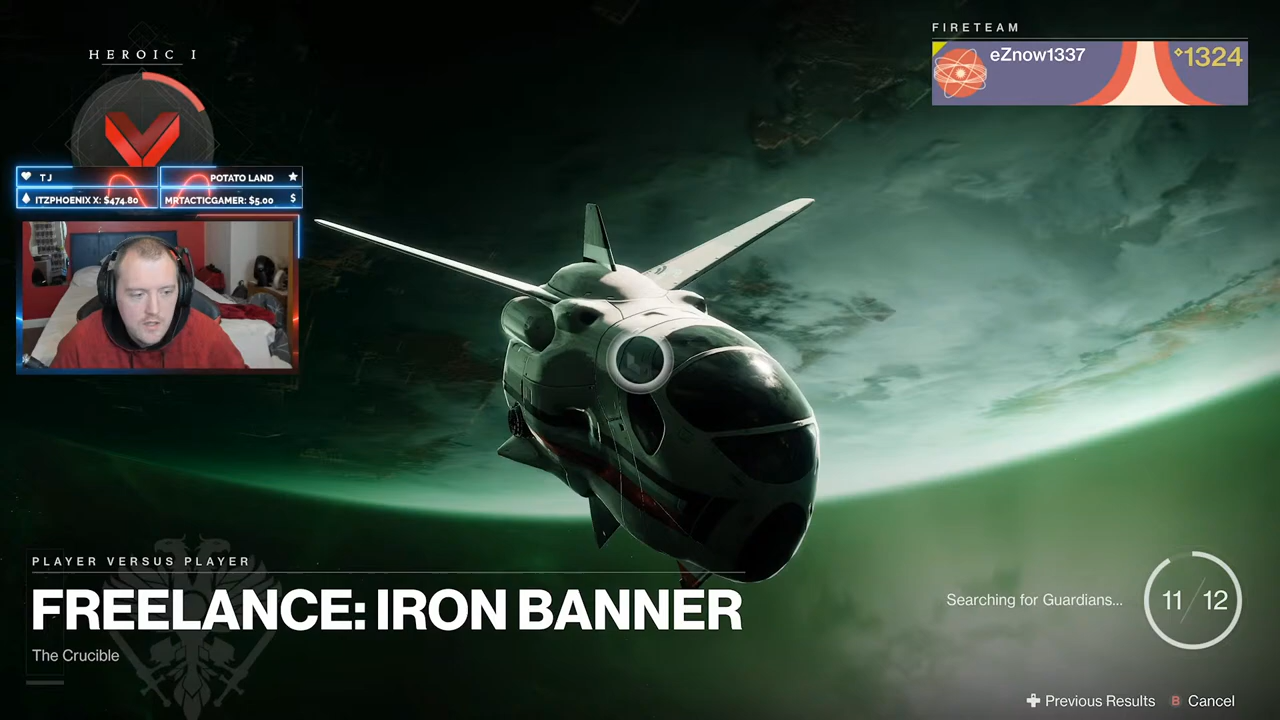 HEROIC I
FIRETEAM
eZnow1337
1324
TJ
POTATO LAND
ITZPHOENIX X: $474.80
MRTACTICGAMER: $5.00
PLAYER VERSUS PLAYER
FREELANCE: IRON BANNER
The Crucible
Searching for Guardians...
11 / 12
Previous Results
B Cancel